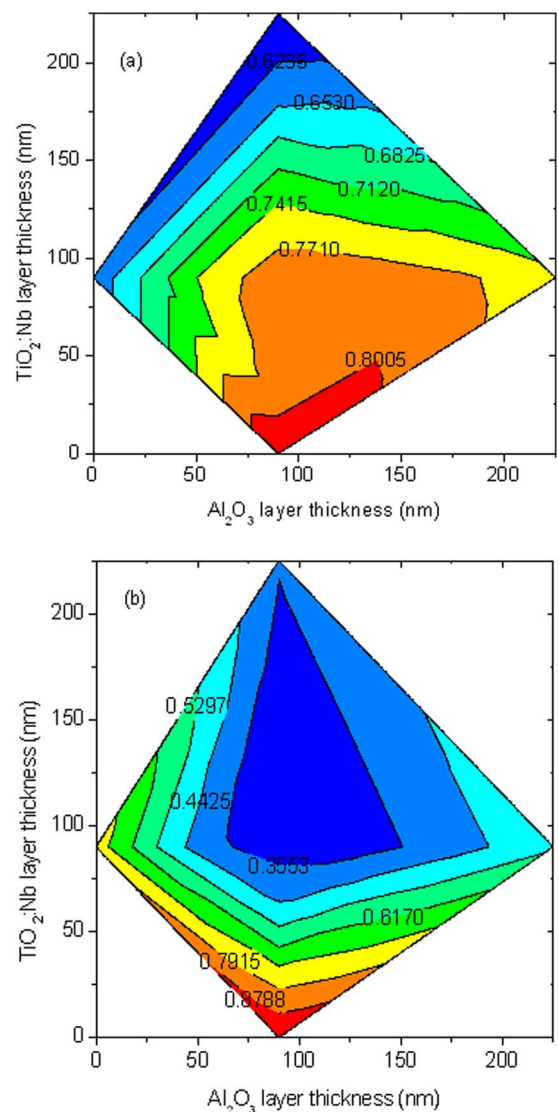 (a)
200
150
100
50
0
0.6235
0.6530
0.6825
0.7120
0.7415
0.7710
0.8005
TiO₂:Nb layer thickness (nm)
0 50 100 150 200
Al₂O₃ layer thickness (nm)
(b)
200
150
100
50
0
0.5297
0.4425
0.3553
0.6170
0.7915
0.8788
TiO₂:Nb layer thickness (nm)
0 50 100 150 200
Al₂O₃ layer thickness (nm)